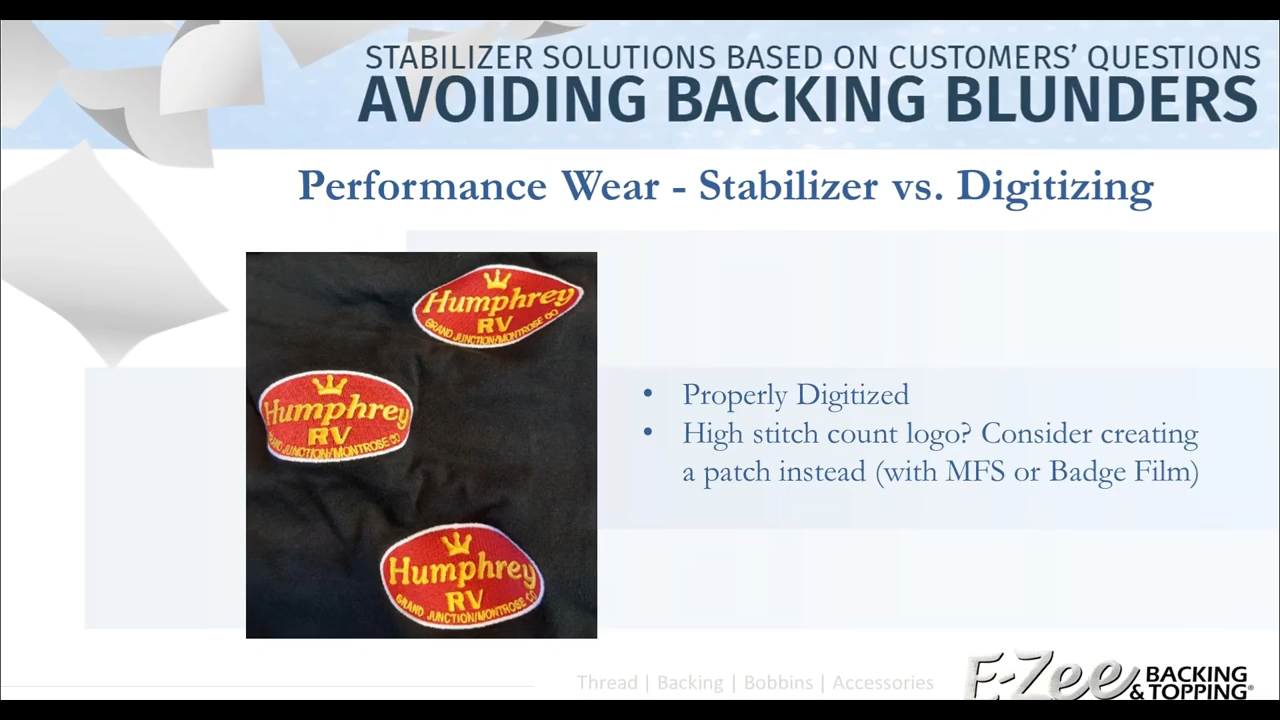 STABILIZER SOLUTIONS BASED ON CUSTOMERS' QUESTIONS
AVOIDING BACKING BLUNDERS
Performance Wear - Stabilizer vs. Digitizing
Humphrey
RV
GRAND JUNCTION/MONTROSE CO
Humphrey
RV
GRAND JUNCTION/MONTROSE CO
Humphrey
RV
GRAND JUNCTION/MONTROSE CO
• Properly Digitized
• High stitch count logo? Consider creating
a patch instead (with MFS or Badge Film)
Thread | Backing | Bobbins | Accessories
E-Zee BACKING
& TOPPING®